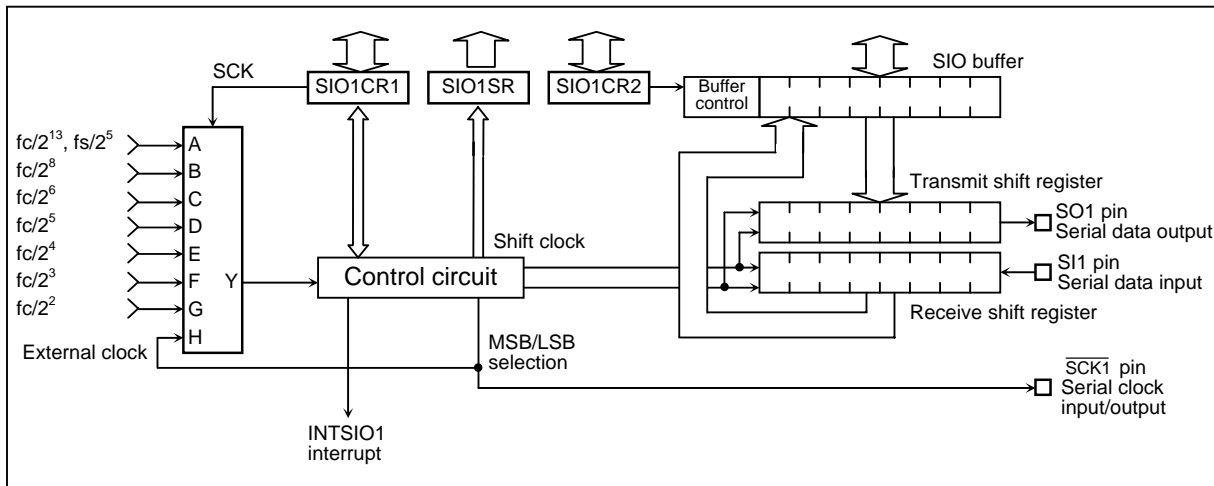 SCK
SIO1CR1
SIO1SR
SIO1CR2
Buffer
control
SIO buffer
fc/2^13, fs/2^5
fc/2^8
fc/2^6
fc/2^5
fc/2^4
fc/2^3
fc/2^2
External clock
A
B
C
D
E
F
G
H
Y
Control circuit
Shift clock
MSB/LSB
selection
INTSIO1
interrupt
Transmit shift register
SO1 pin
Serial data output
SI1 pin
Serial data input
Receive shift register
SCK1 pin
Serial clock
input/output